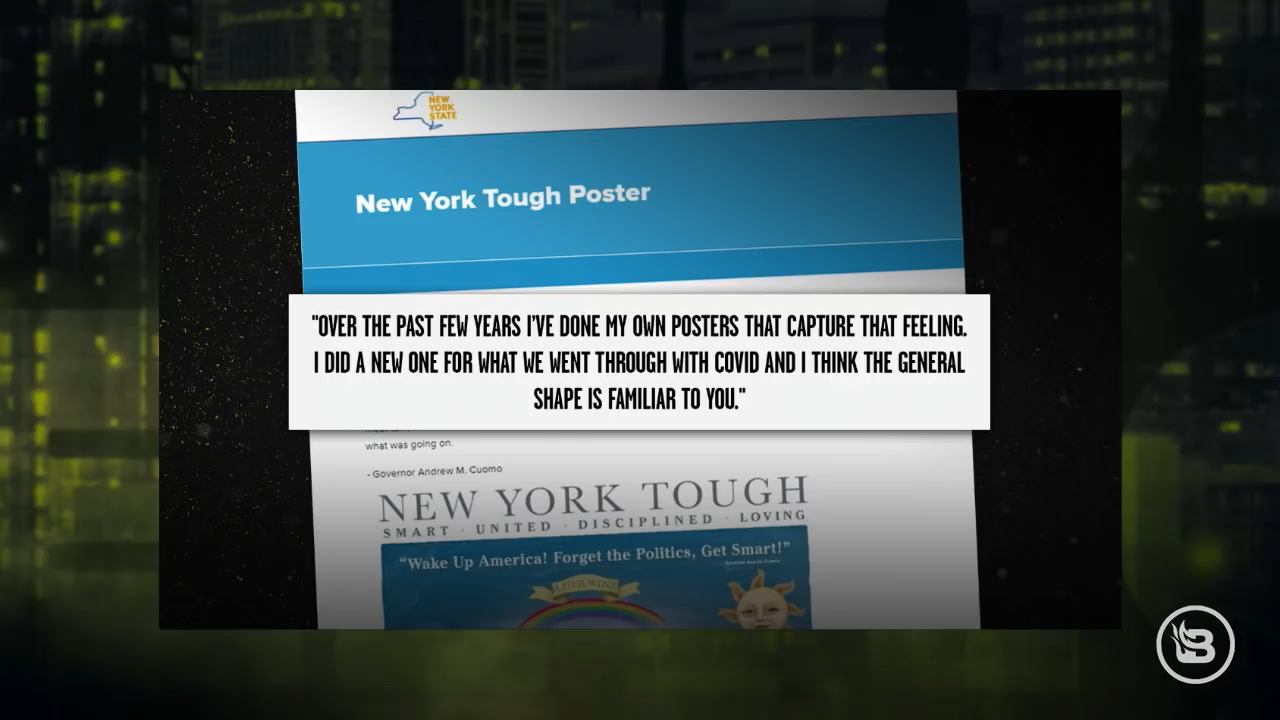 NEW
YORK
STATE
New York Tough Poster
"OVER THE PAST FEW YEARS I'VE DONE MY OWN POSTERS THAT CAPTURE THAT FEELING.
I DID A NEW ONE FOR WHAT WE WENT THROUGH WITH COVID AND I THINK THE GENERAL
SHAPE IS FAMILIAR TO YOU."
what was going on.
- Governor Andrew M. Cuomo
NEW YORK TOUGH
SMART · UNITED · DISCIPLINED · LOVING
“Wake Up America! Forget the Politics, Get Smart!”
LOVE WINS
B